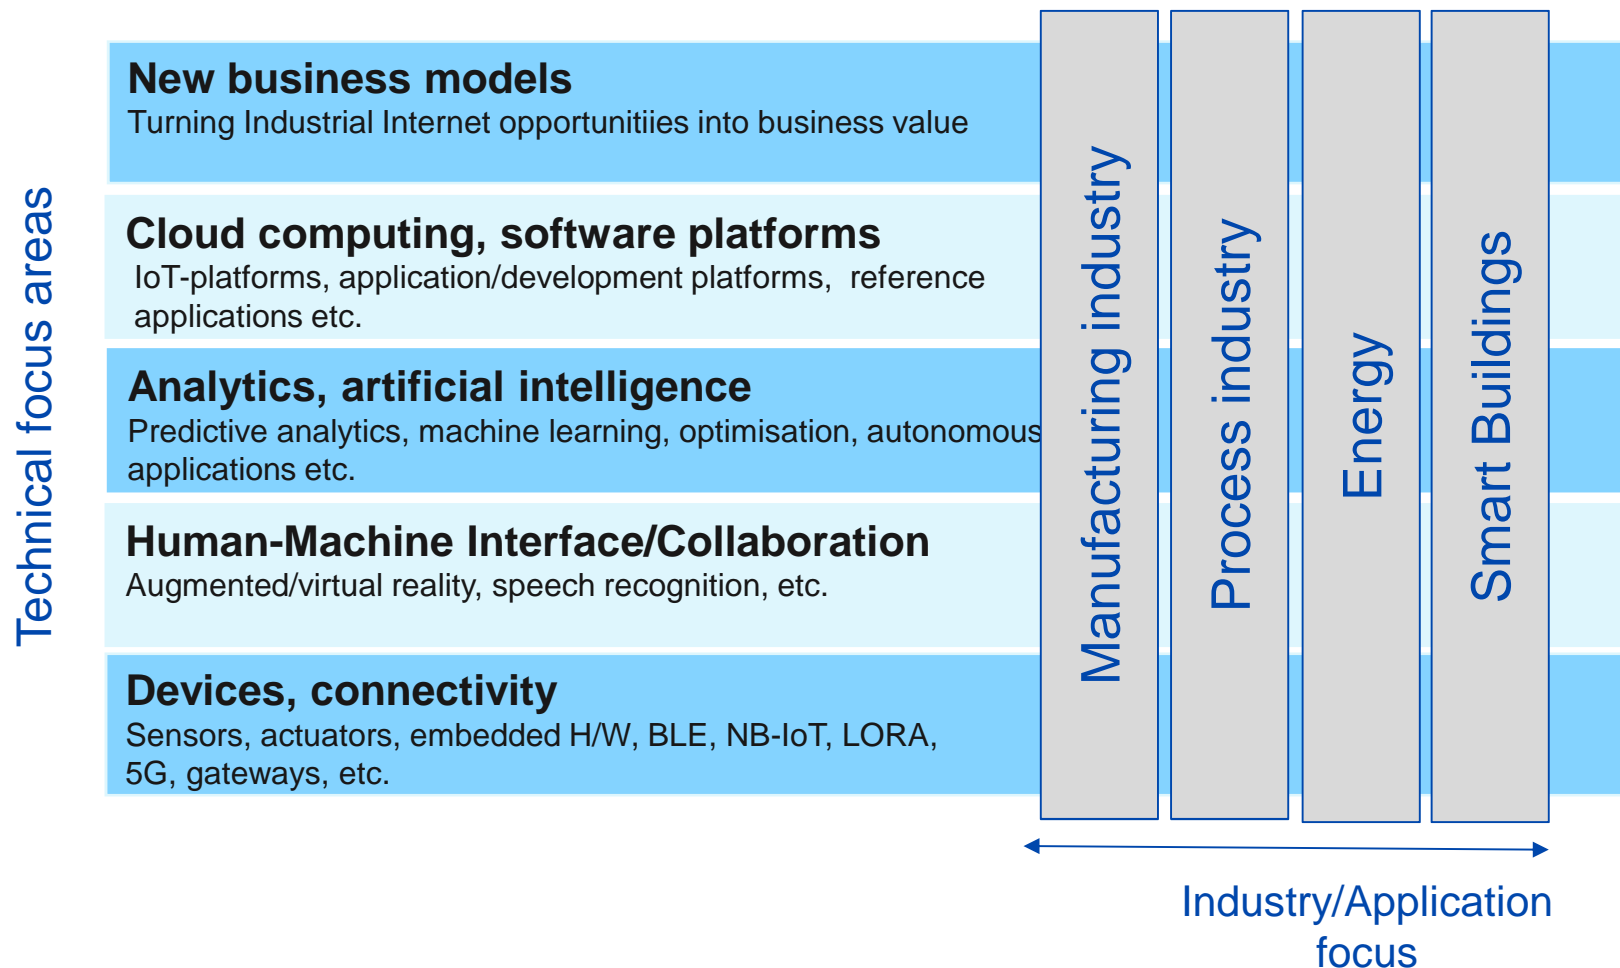 Technical focus areas
New business models
Turning Industrial Internet opportunitiies into business value
Cloud computing, software platforms
IoT-platforms, application/development platforms, reference
applications etc.
Analytics, artificial intelligence
Predictive analytics, machine learning, optimisation, autonomous
applications etc.
Human-Machine Interface/Collaboration
Augmented/virtual reality, speech recognition, etc.
Devices, connectivity
Sensors, actuators, embedded H/W, BLE, NB-IoT, LORA,
5G, gateways, etc.
Manufacturing industry
Process industry
Energy
Smart Buildings
Industry/Application
focus